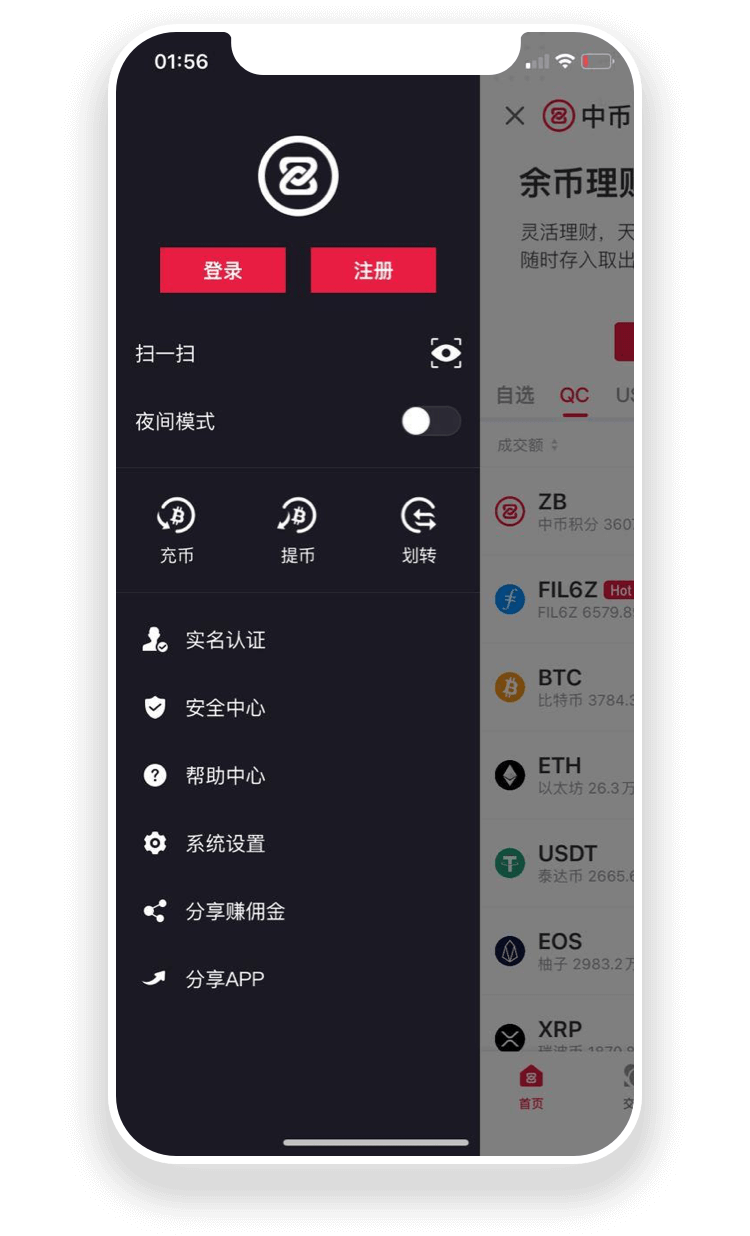 01:56
登录
注册
扫一扫
夜间模式
充币
提币
划转
实名认证
安全中心
帮助中心
系统设置
分享赚佣金
分享APP
中币
余币理财
灵活理财，天
随时存入取出
自选 QC
成交额
ZB
中币积分 3607
FIL6Z Hot
FIL6Z 6579.8
BTC
比特币 3784.3
ETH
以太坊 26.3万
USDT
泰达币 2665.6
EOS
柚子 2983.2万
XRP
首页